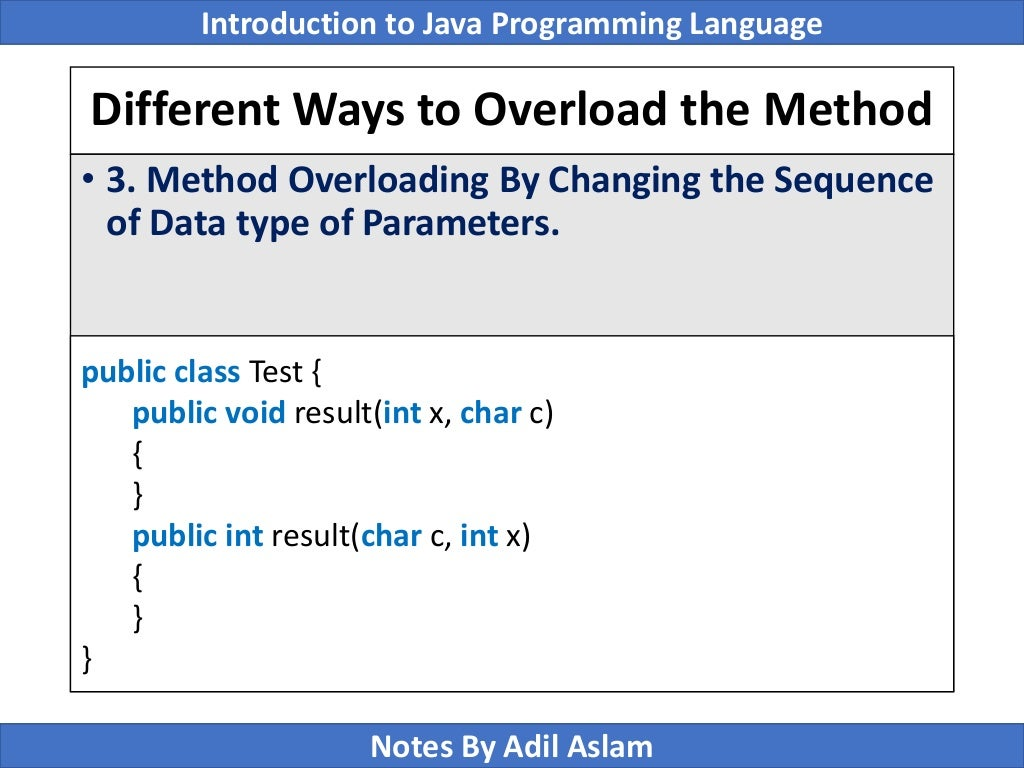 Introduction to Java Programming Language
Different Ways to Overload the Method
• 3. Method Overloading By Changing the Sequence
of Data type of Parameters.
public class Test {
public void result(int x, char c)
{
}
public int result(char c, int x)
{
}
}
Notes By Adil Aslam